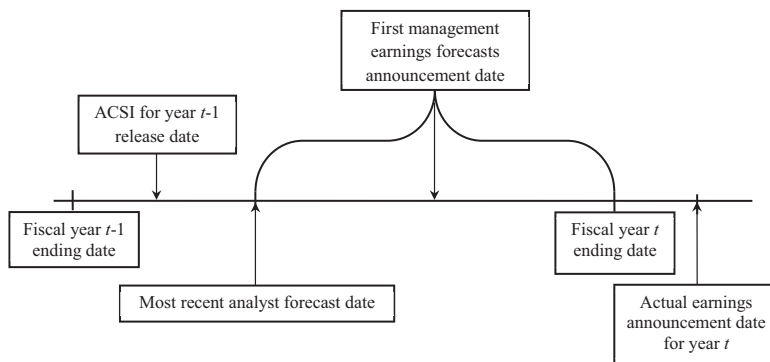 First management
earnings forecasts
announcement date
ACSI for year t-1
release date
Fiscal year t-1
ending date
Fiscal year t
ending date
Most recent analyst forecast date
Actual earnings
announcement date
for year t